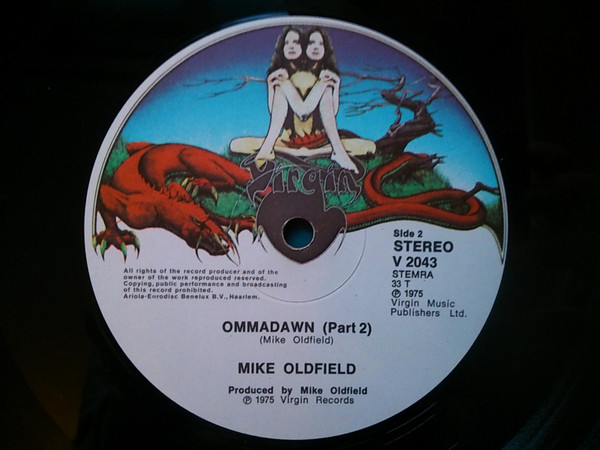 Virgin
Side 2
STEREO
V 2043
STEMRA
33 T
℗ 1975
Virgin Music
Publishers Ltd.
All rights of the record producer and of the
owner of the work reproduced reserved.
Copying, public performance and broadcasting
of this record prohibited.
Ariola-Eurodisc Benelux B.V., Haarlem.
OMMADAWN (Part 2)
(Mike Oldfield)
MIKE OLDFIELD
Produced by Mike Oldfield
℗ 1975 Virgin Records